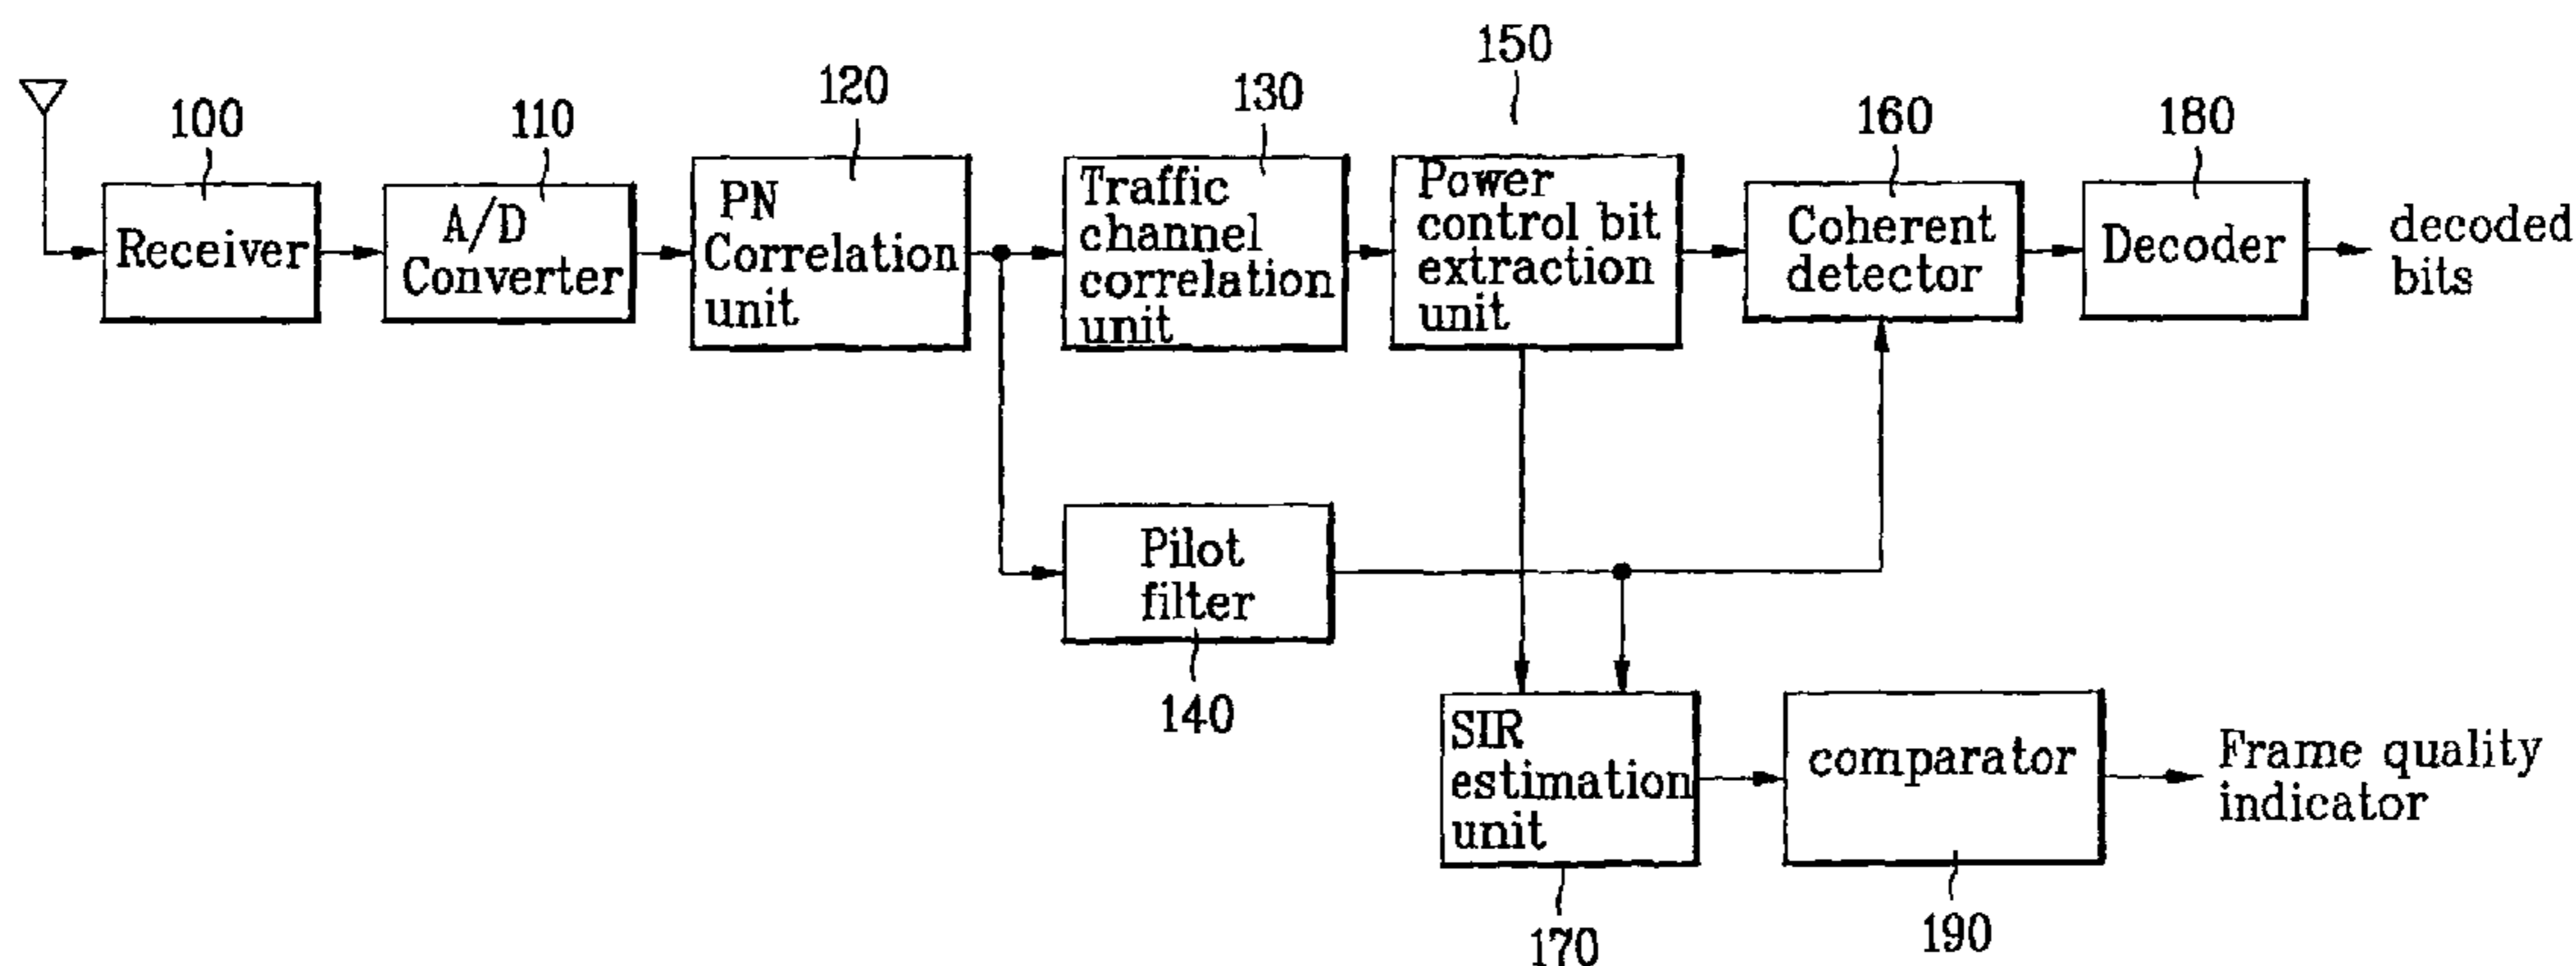 150
120
130
100
110
160
180
Receiver
A/D
Converter
PN
Correlation
unit
Traffic
channel
correlation
unit
Power
control bit
extraction
unit
Coherent
detector
Decoder
decoded
bits
Pilot
filter
140
SIR
estimation
unit
comparator
Frame quality
indicator
170
190